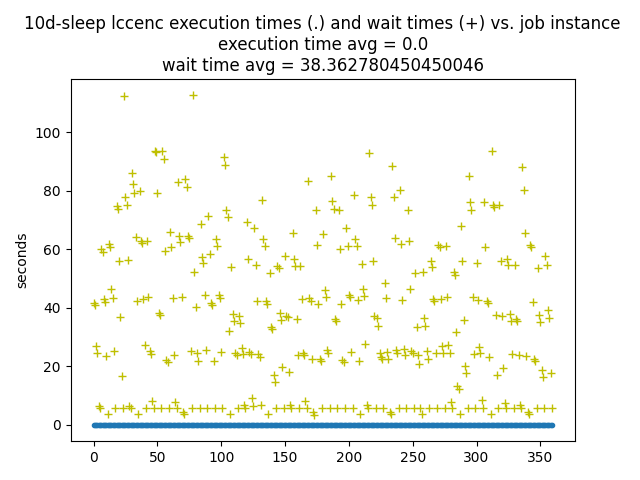 10d-sleep lccenc execution times (.) and wait times (+) vs. job instance
execution time avg = 0.0
wait time avg = 38.362780450450046
100
80
60
40
20
0
seconds
0 50 100 150 200 250 300 350